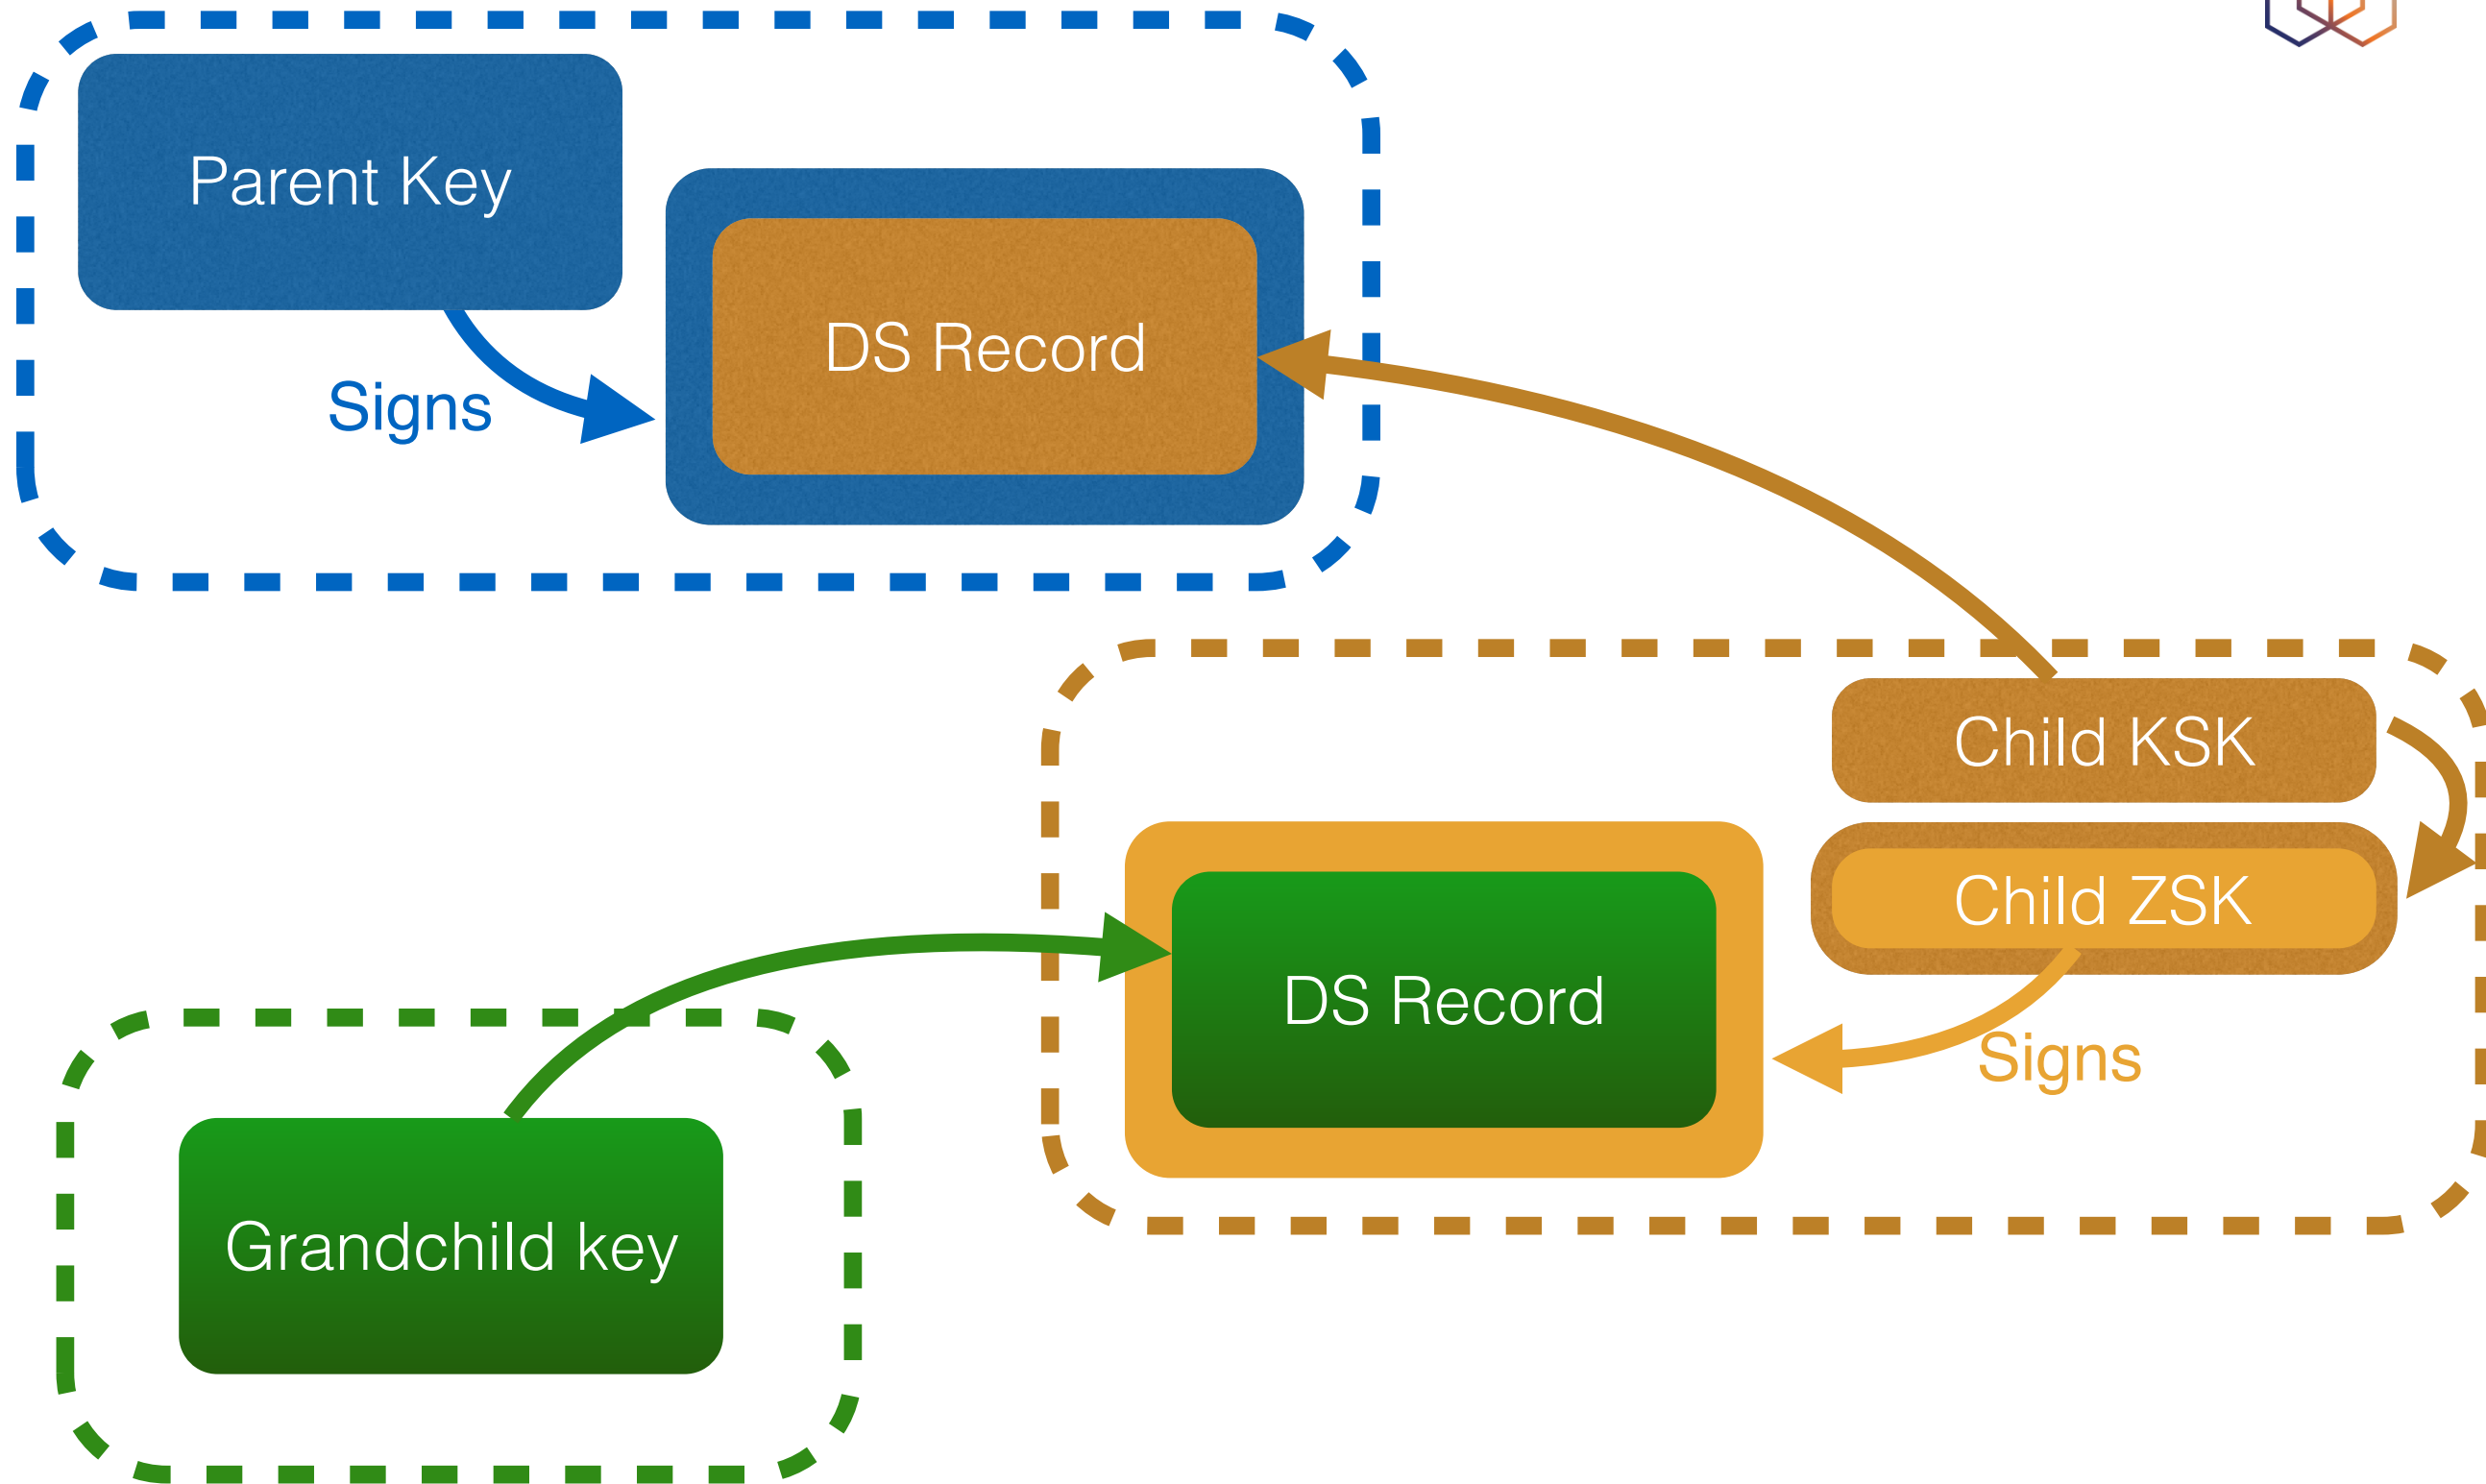 Parent Key
DS Record
Signs
Child KSK
Child ZSK
DS Record
Signs
Grandchild key